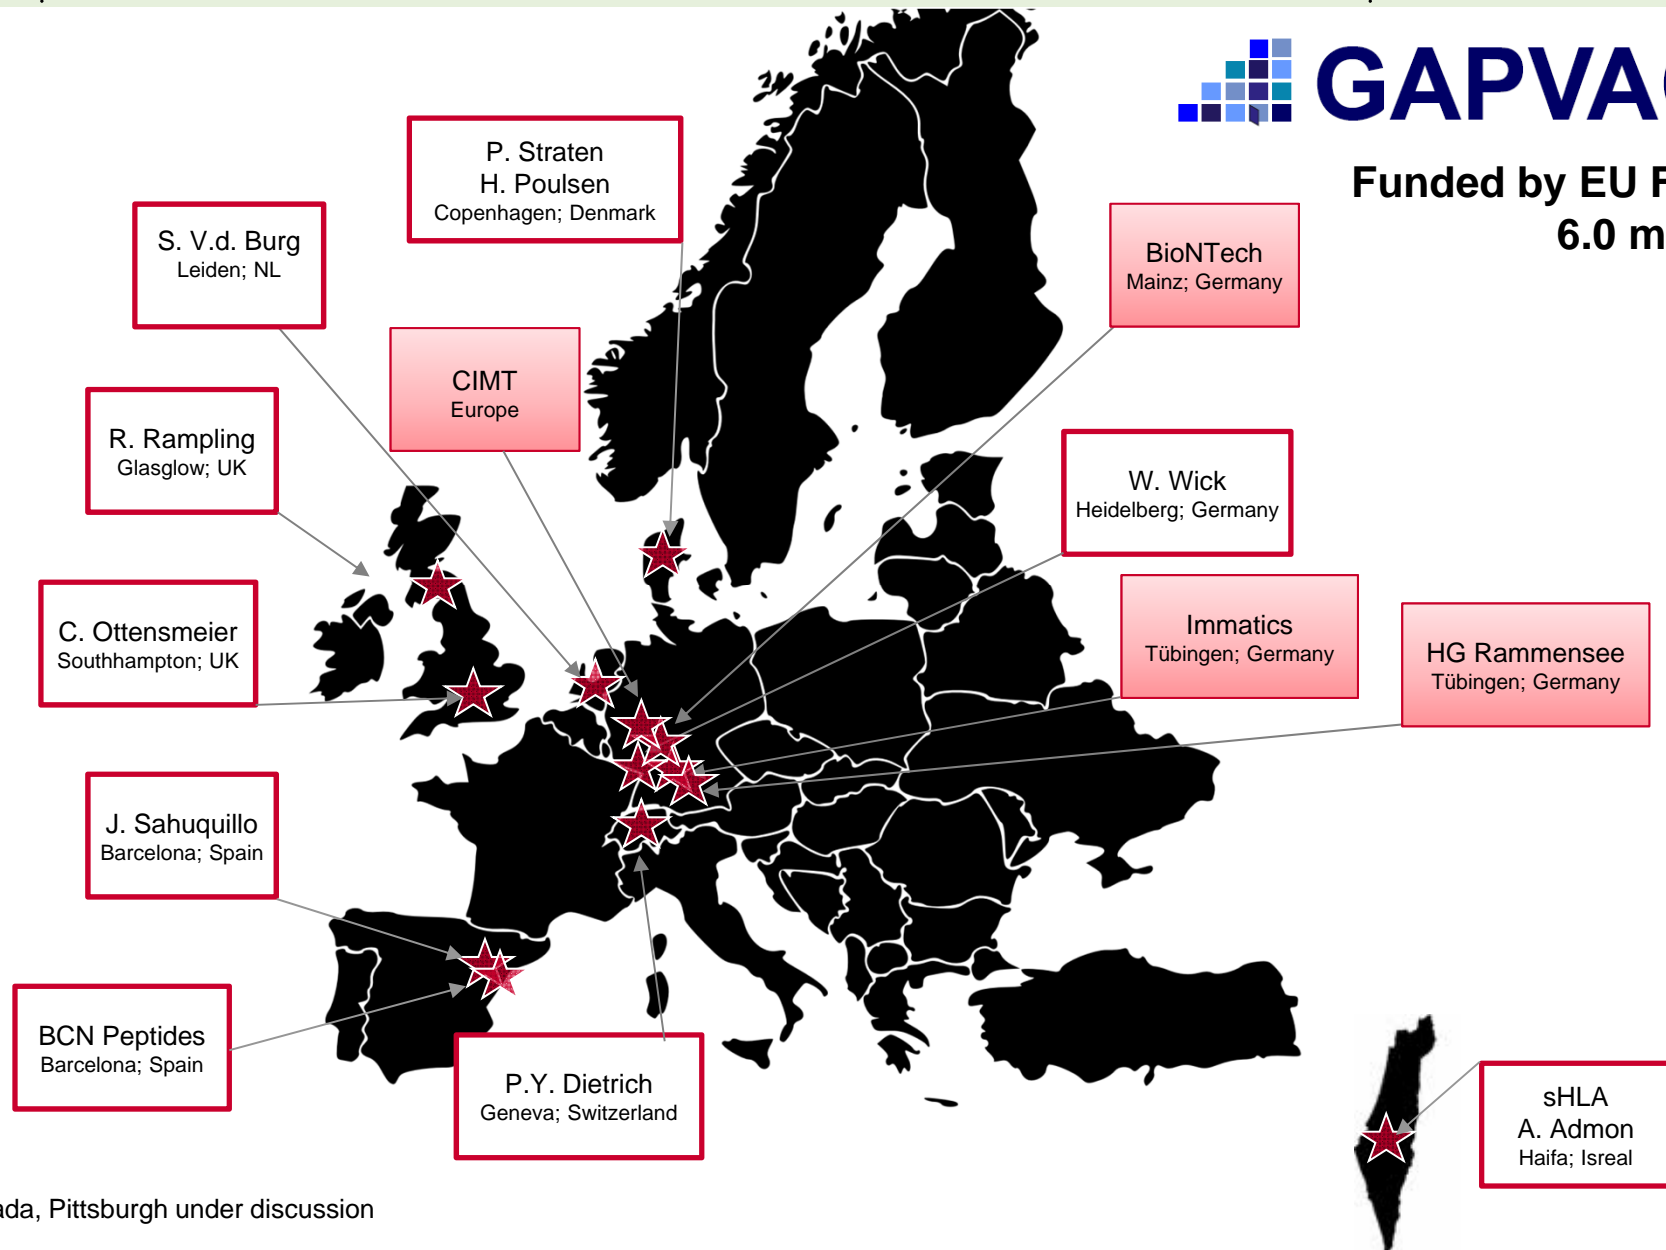 GAPVAC
Funded by EU F
6.0 m
P. Straten
H. Poulsen
Copenhagen; Denmark
S. V.d. Burg
Leiden; NL
BioNTech
Mainz; Germany
CIMT
Europe
R. Rampling
Glasglow; UK
W. Wick
Heidelberg; Germany
C. Ottensmeier
Southhampton; UK
Immatics
Tübingen; Germany
HG Rammensee
Tübingen; Germany
J. Sahuquillo
Barcelona; Spain
BCN Peptides
Barcelona; Spain
P.Y. Dietrich
Geneva; Switzerland
sHLA
A. Admon
Haifa; Isreal
ada, Pittsburgh under discussion